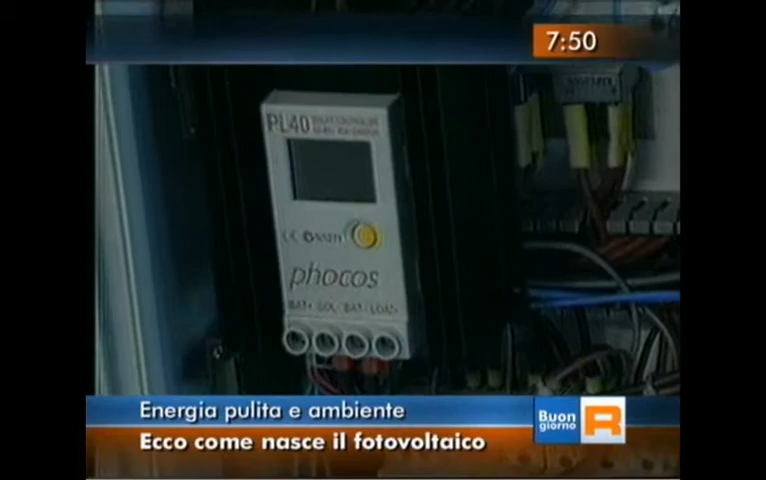 7:50
PL40
phocos
BAT+ SOL- BAT- LOAD-
Energia pulita e ambiente
Ecco come nasce il fotovoltaico
Buon
giorno
R